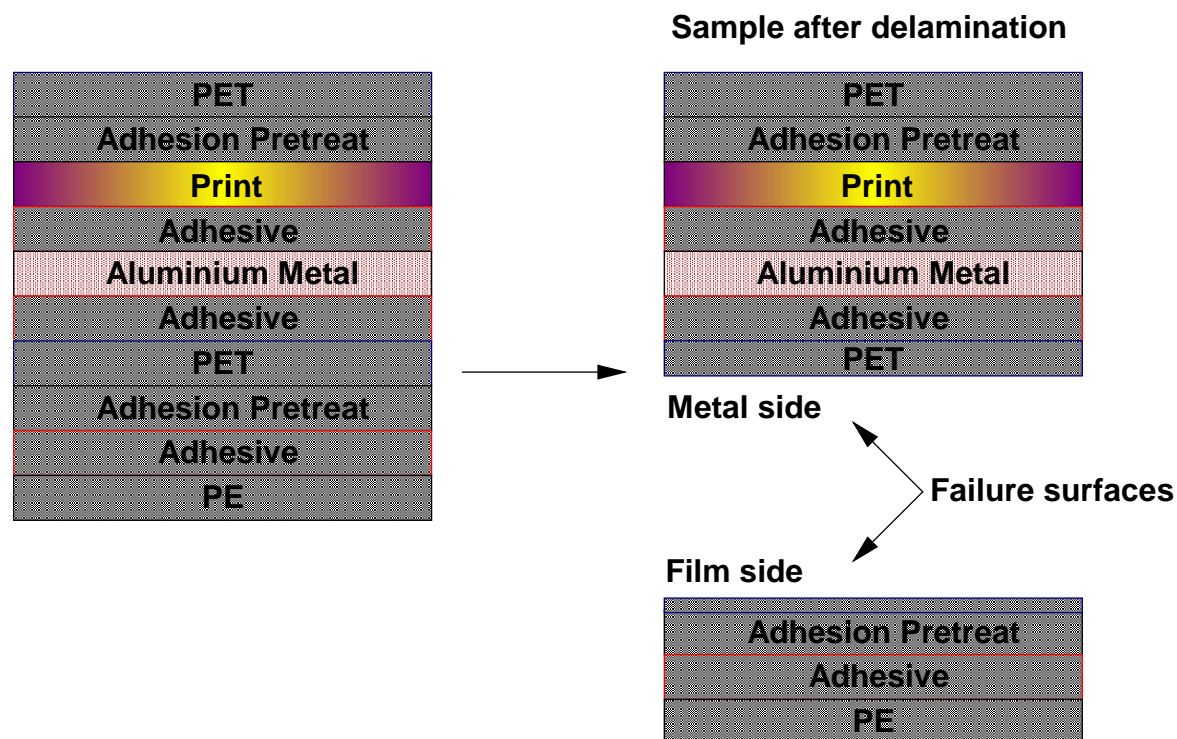 Sample after delamination
PET
Adhesion Pretreat
Print
Adhesive
Aluminium Metal
Adhesive
PET
Adhesion Pretreat
Adhesive
PE
PET
Adhesion Pretreat
Print
Adhesive
Aluminium Metal
Adhesive
PET
Metal side
Failure surfaces
Film side
Adhesion Pretreat
Adhesive
PE